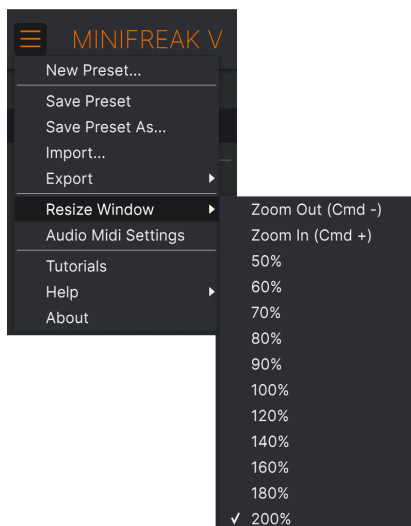 MINIFREAK V
New Preset...
Save Preset
Save Preset As...
Import...
Export
Resize Window
Audio Midi Settings
Tutorials
Help
About
Zoom Out (Cmd -)
Zoom In (Cmd +)
50%
60%
70%
80%
90%
100%
120%
140%
160%
180%
✓ 200%